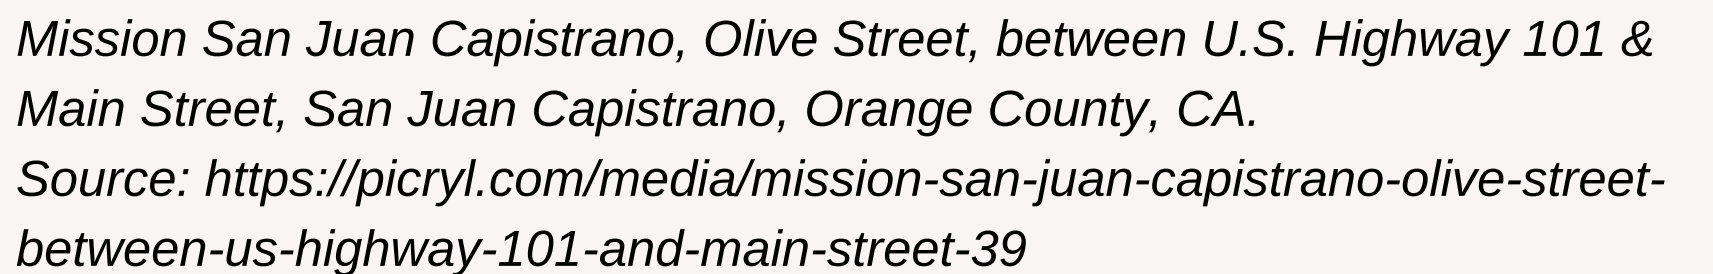 Mission San Juan Capistrano, Olive Street, between U.S. Highway 101 &
Main Street, San Juan Capistrano, Orange County, CA.
Source: https://picryl.com/media/mission-san-juan-capistrano-olive-street-
between-us-highway-101-and-main-street-39